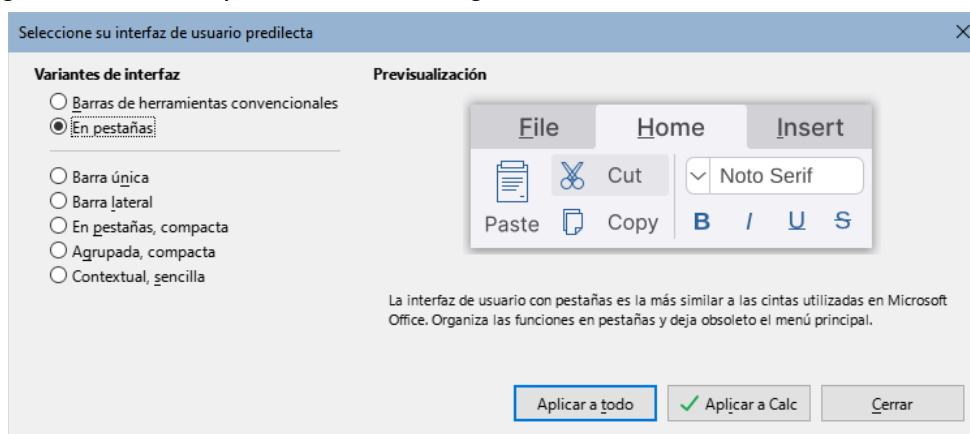 Seleccione su interfaz de usuario predilecta
Variantes de interfaz
Barras de herramientas convencionales
En pestañas
Barra única
Barra lateral
En pestañas, compacta
Agrupada, compacta
Contextual, sencilla
Previsualización
File Home Insert
Cut Noto Serif
Paste Copy B I U S
La interfaz de usuario con pestañas es la más similar a las cintas utilizadas en Microsoft
Office. Organiza las funciones en pestañas y deja obsoleto el menú principal.
Aplicar a todo Aplicar a Calc Cerrar